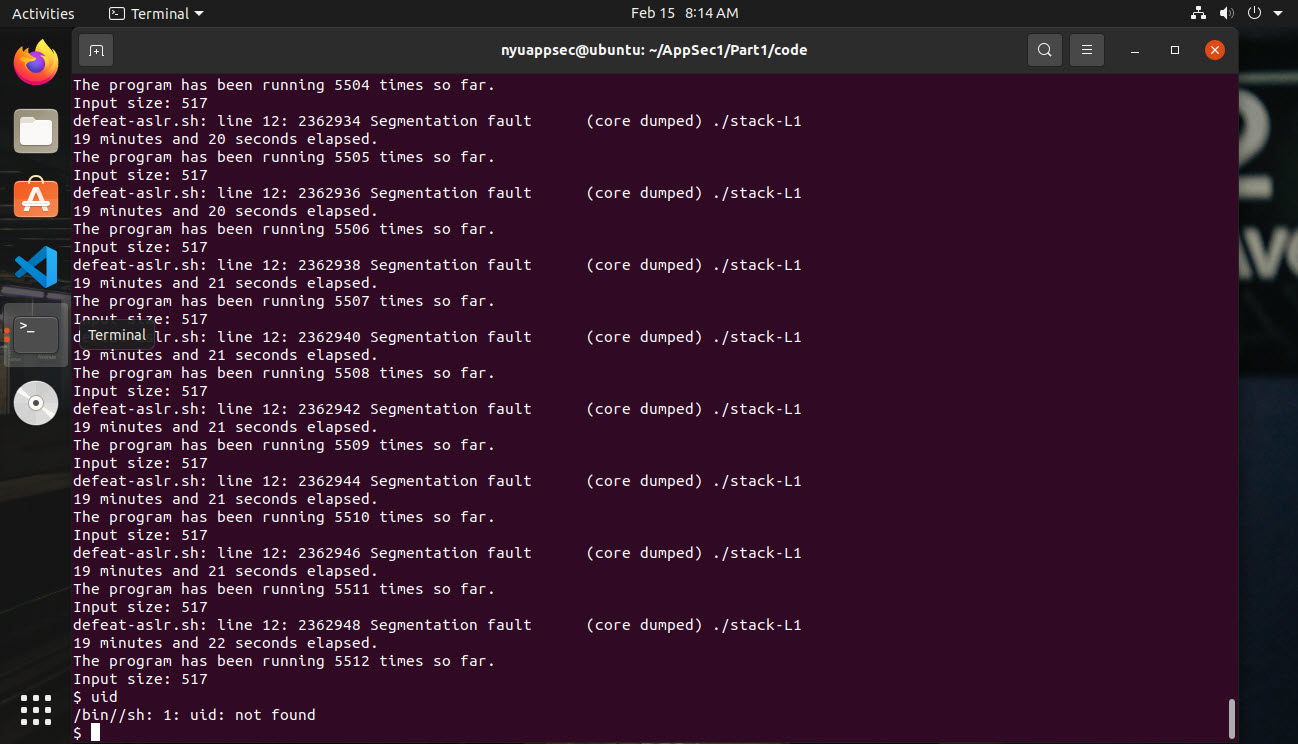 Activities
Terminal
Feb 15 8:14 AM
nyuappsec@ubuntu: ~/AppSec1/Part1/code
The program has been running 5504 times so far.
Input size: 517
defeat-aslr.sh: line 12: 2362934 Segmentation fault      (core dumped) ./stack-L1
19 minutes and 20 seconds elapsed.
The program has been running 5505 times so far.
Input size: 517
defeat-aslr.sh: line 12: 2362936 Segmentation fault      (core dumped) ./stack-L1
19 minutes and 20 seconds elapsed.
The program has been running 5506 times so far.
Input size: 517
defeat-aslr.sh: line 12: 2362938 Segmentation fault      (core dumped) ./stack-L1
19 minutes and 21 seconds elapsed.
The program has been running 5507 times so far.
Input size: 517
Terminal
d lr.sh: line 12: 2362940 Segmentation fault      (core dumped) ./stack-L1
19 minutes and 21 seconds elapsed.
The program has been running 5508 times so far.
Input size: 517
defeat-aslr.sh: line 12: 2362942 Segmentation fault      (core dumped) ./stack-L1
19 minutes and 21 seconds elapsed.
The program has been running 5509 times so far.
Input size: 517
defeat-aslr.sh: line 12: 2362944 Segmentation fault      (core dumped) ./stack-L1
19 minutes and 21 seconds elapsed.
The program has been running 5510 times so far.
Input size: 517
defeat-aslr.sh: line 12: 2362946 Segmentation fault      (core dumped) ./stack-L1
19 minutes and 21 seconds elapsed.
The program has been running 5511 times so far.
Input size: 517
defeat-aslr.sh: line 12: 2362948 Segmentation fault      (core dumped) ./stack-L1
19 minutes and 22 seconds elapsed.
The program has been running 5512 times so far.
Input size: 517
$ uid
/bin//sh: 1: uid: not found
$